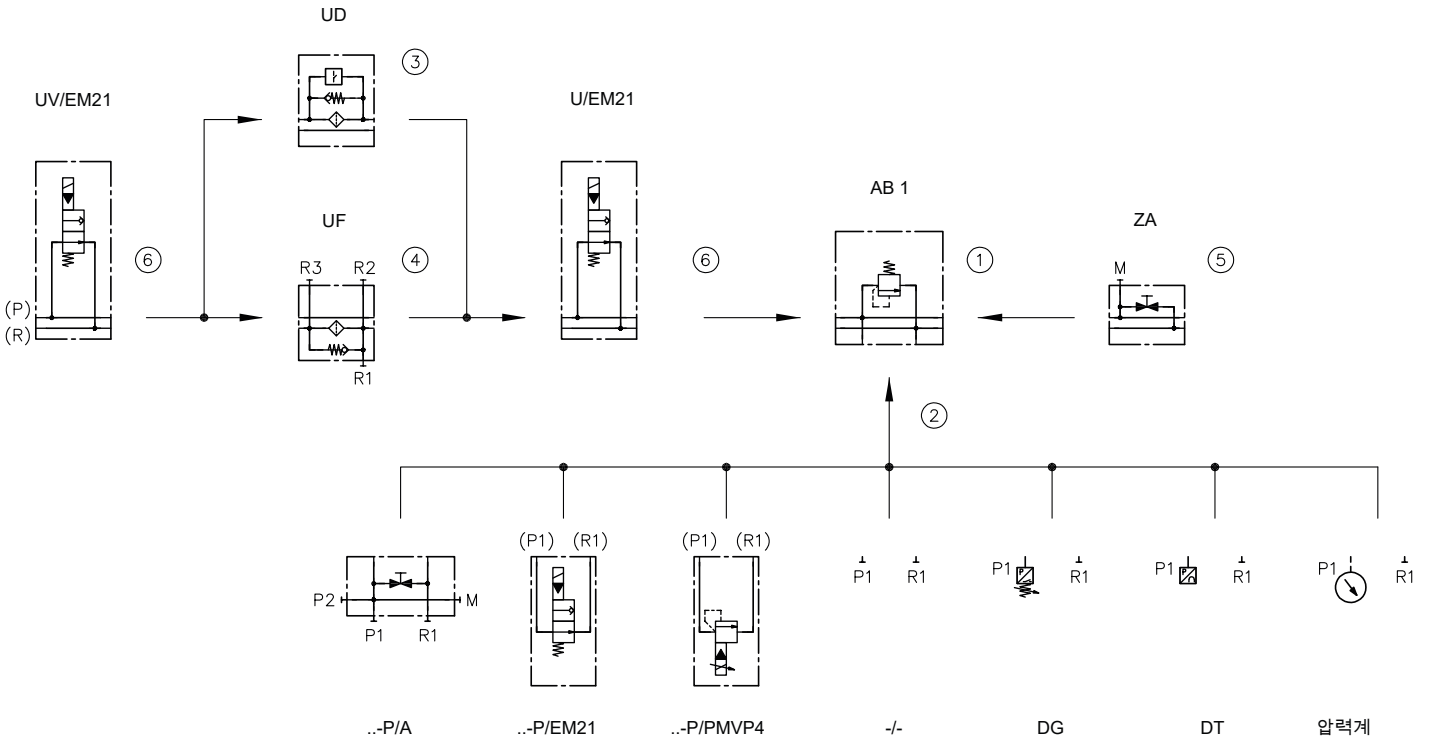 UD
③
UV/EM21
U/EM21
AB 1
ZA
UF
⑥
R3 R2
④
⑥
①
M
⑤
(P)
(R)
R1
②
(P1) (R1)
(P1) (R1)
P2
M
P1 R1
P1 R1
P1
P
R1
P1
P
R1
P1
R1
..-P/A
..-P/EM21
..-P/PMVP4
-/-
DG
DT
압력계